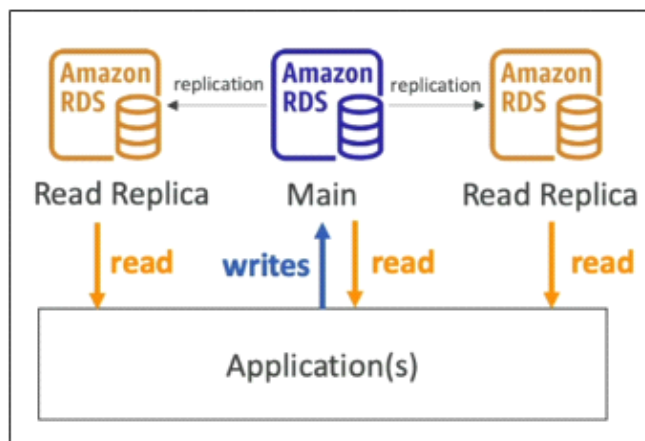 Amazon
RDS
replication
Amazon
RDS
replication
Amazon
RDS
Read Replica
Main
Read Replica
read
writes
read
read
Application(s)